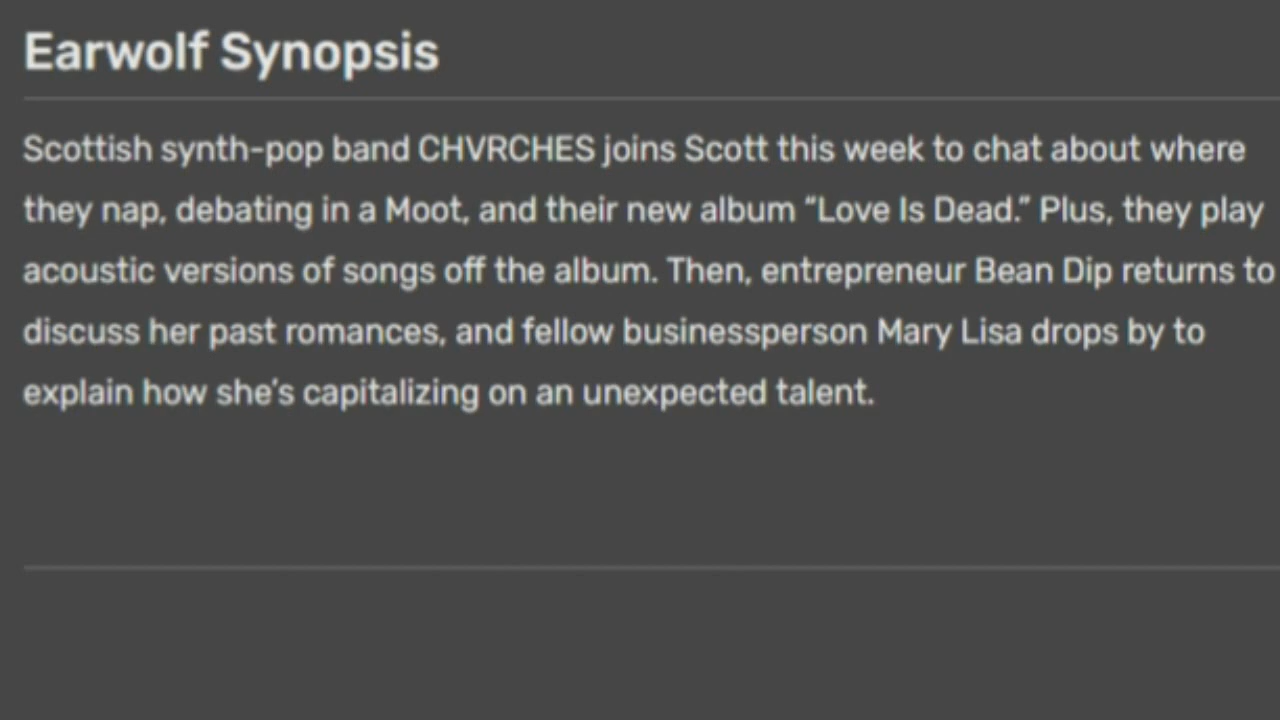 Earwolf Synopsis
Scottish synth-pop band CHVRCHES joins Scott this week to chat about where
they nap, debating in a Moot, and their new album “Love Is Dead.” Plus, they play
acoustic versions of songs off the album. Then, entrepreneur Bean Dip returns to
discuss her past romances, and fellow businessperson Mary Lisa drops by to
explain how she’s capitalizing on an unexpected talent.